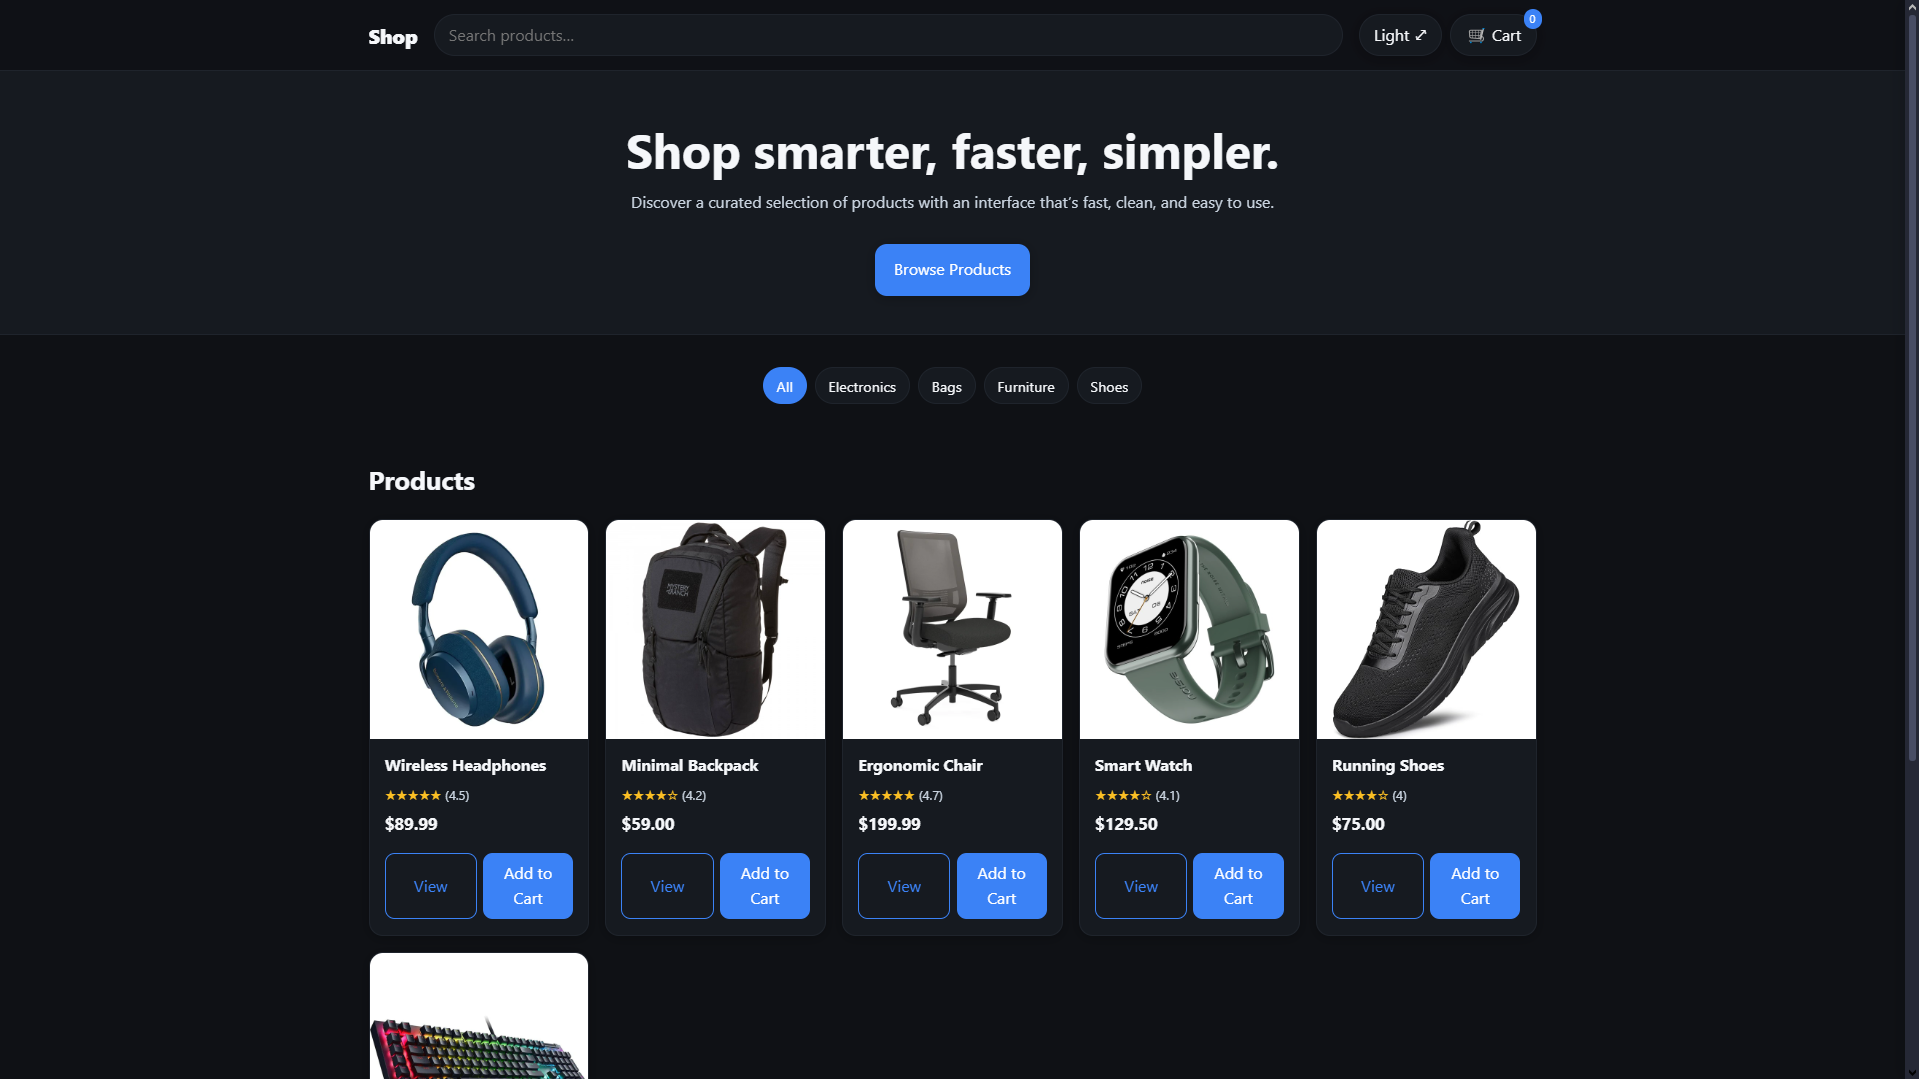 Shop
Search products...
Light ⤢
🛒 Cart
0
Shop smarter, faster, simpler.
Discover a curated selection of products with an interface that's fast, clean, and easy to use.
Browse Products
All
Electronics
Bags
Furniture
Shoes
Products
MYSTERY
RANCH
Wireless Headphones
★★★★★ (4.5)
$89.99
View
Add to
Cart
Minimal Backpack
★★★★☆ (4.2)
$59.00
View
Add to
Cart
Ergonomic Chair
★★★★★ (4.7)
$199.99
View
Add to
Cart
Smart Watch
★★★★☆ (4.1)
$129.50
View
Add to
Cart
Running Shoes
★★★★☆ (4)
$75.00
View
Add to
Cart